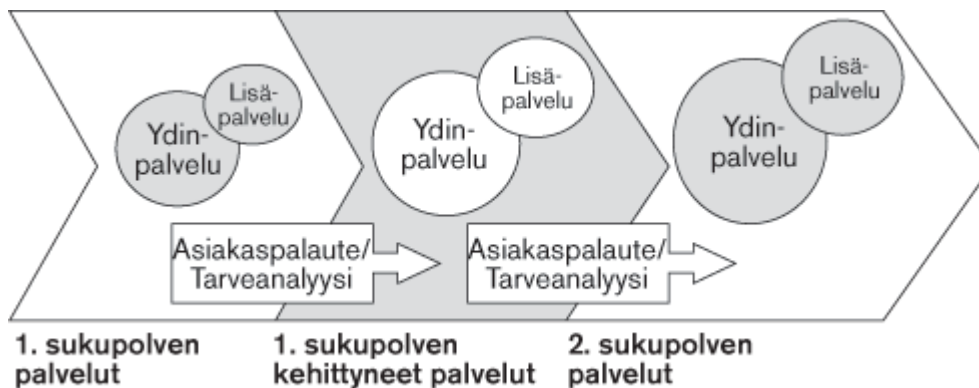 Ydin-
palvelu
Lisä-
palvelu
Ydin-
palvelu
Lisä-
palvelu
Ydin-
palvelu
Lisä-
palvelu
Asiakaspalaute/
Tarveanalyysi
Asiakaspalaute/
Tarveanalyysi
1. sukupolven
palvelut
1. sukupolven
kehittyneet palvelut
2. sukupolven
palvelut